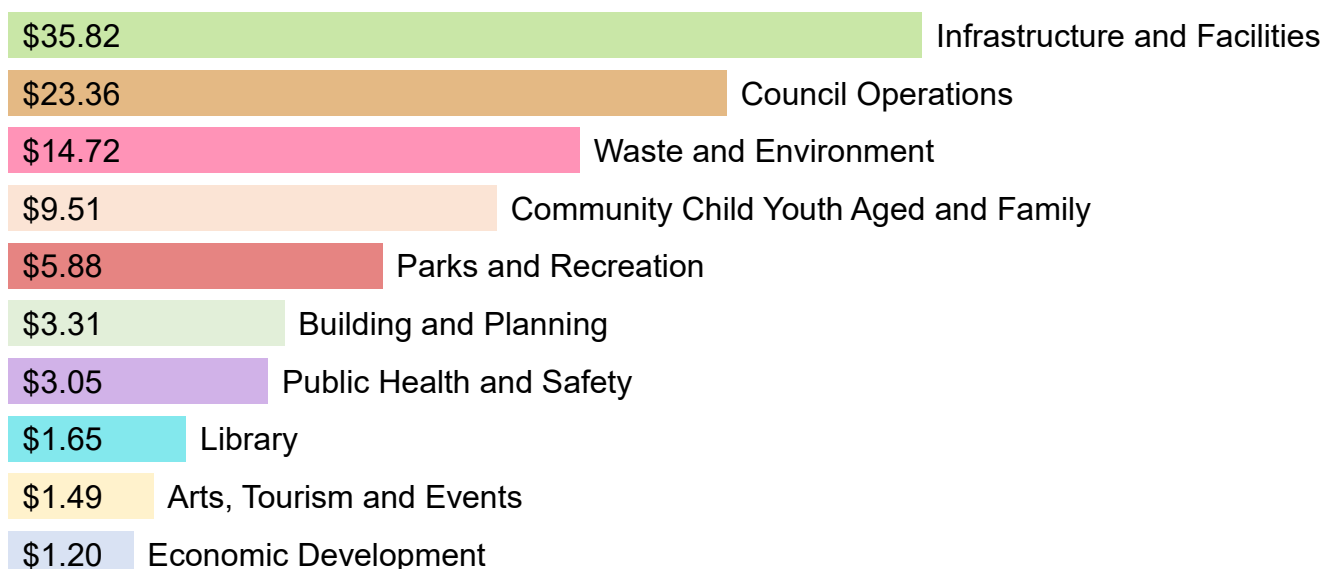 $35.82 Infrastructure and Facilities
$23.36 Council Operations
$14.72 Waste and Environment
$9.51 Community Child Youth Aged and Family
$5.88 Parks and Recreation
$3.31 Building and Planning
$3.05 Public Health and Safety
$1.65 Library
$1.49 Arts, Tourism and Events
$1.20 Economic Development